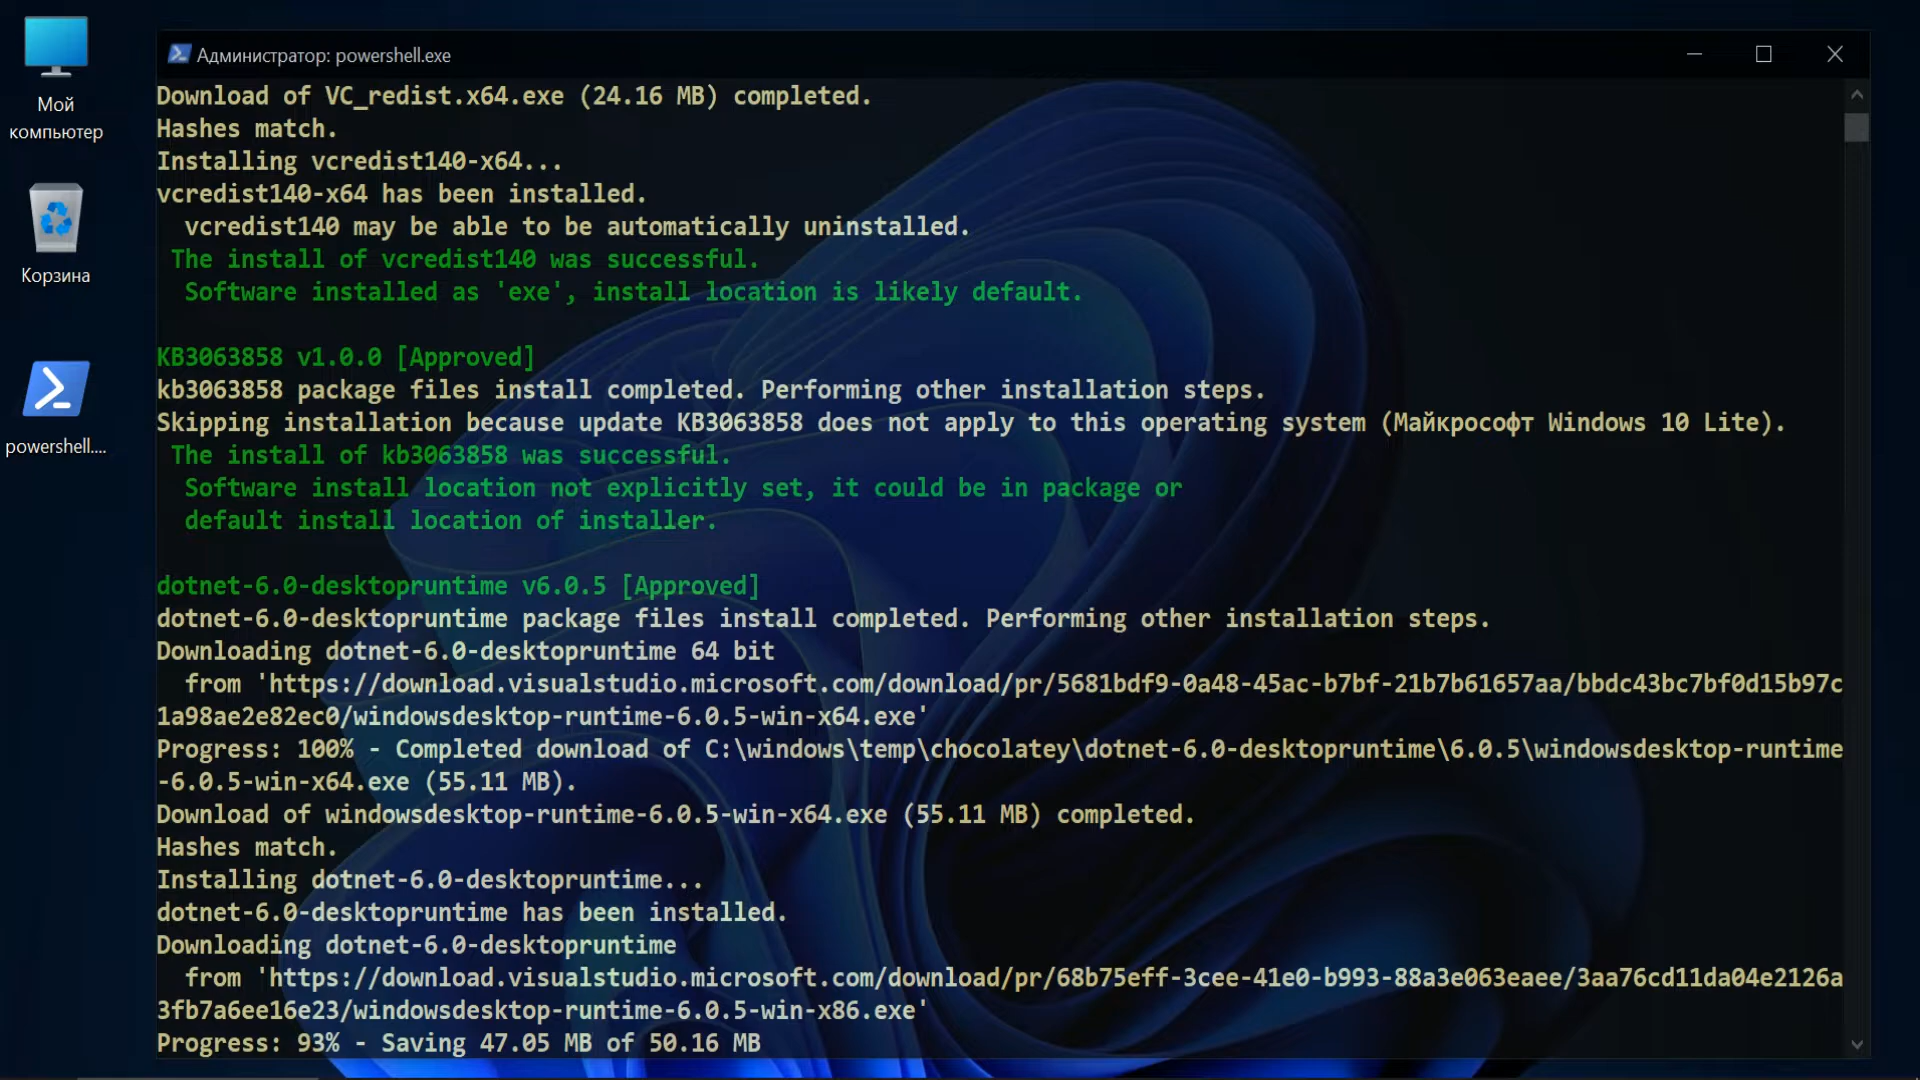 Мой
компьютер
Корзина
powershell....
Администратор: powershell.exe
Download of VC_redist.x64.exe (24.16 MB) completed.
Hashes match.
Installing vcredist140-x64...
vcredist140-x64 has been installed.
  vcredist140 may be able to be automatically uninstalled.
 The install of vcredist140 was successful.
  Software installed as 'exe', install location is likely default.

KB3063858 v1.0.0 [Approved]
kb3063858 package files install completed. Performing other installation steps.
Skipping installation because update KB3063858 does not apply to this operating system (Майкрософт Windows 10 Lite).
 The install of kb3063858 was successful.
  Software install location not explicitly set, it could be in package or
  default install location of installer.

dotnet-6.0-desktopruntime v6.0.5 [Approved]
dotnet-6.0-desktopruntime package files install completed. Performing other installation steps.
Downloading dotnet-6.0-desktopruntime 64 bit
  from 'https://download.visualstudio.microsoft.com/download/pr/5681bdf9-0a48-45ac-b7bf-21b7b61657aa/bbdc43bc7bf0d15b97c
1a98ae2e82ec0/windowsdesktop-runtime-6.0.5-win-x64.exe'
Progress: 100% - Completed download of C:\windows\temp\chocolatey\dotnet-6.0-desktopruntime\6.0.5\windowsdesktop-runtime
-6.0.5-win-x64.exe (55.11 MB).
Download of windowsdesktop-runtime-6.0.5-win-x64.exe (55.11 MB) completed.
Hashes match.
Installing dotnet-6.0-desktopruntime...
dotnet-6.0-desktopruntime has been installed.
Downloading dotnet-6.0-desktopruntime
  from 'https://download.visualstudio.microsoft.com/download/pr/68b75eff-3cee-41e0-b993-88a3e063eaee/3aa76cd11da04e2126a
3fb7a6ee16e23/windowsdesktop-runtime-6.0.5-win-x86.exe'
Progress: 93% - Saving 47.05 MB of 50.16 MB